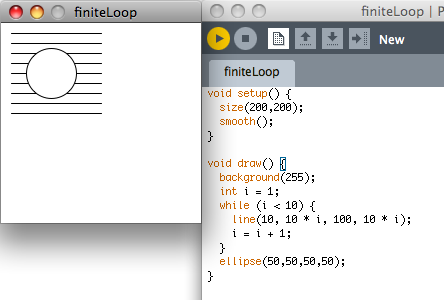 finiteLoop
finiteLoop | P
New
finiteLoop
void setup() {
  size(200,200);
  smooth();
}

void draw() {
  background(255);
  int i = 1;
  while (i < 10) {
    line(10, 10 * i, 100, 10 * i);
    i = i + 1;
  }
  ellipse(50,50,50,50);
}